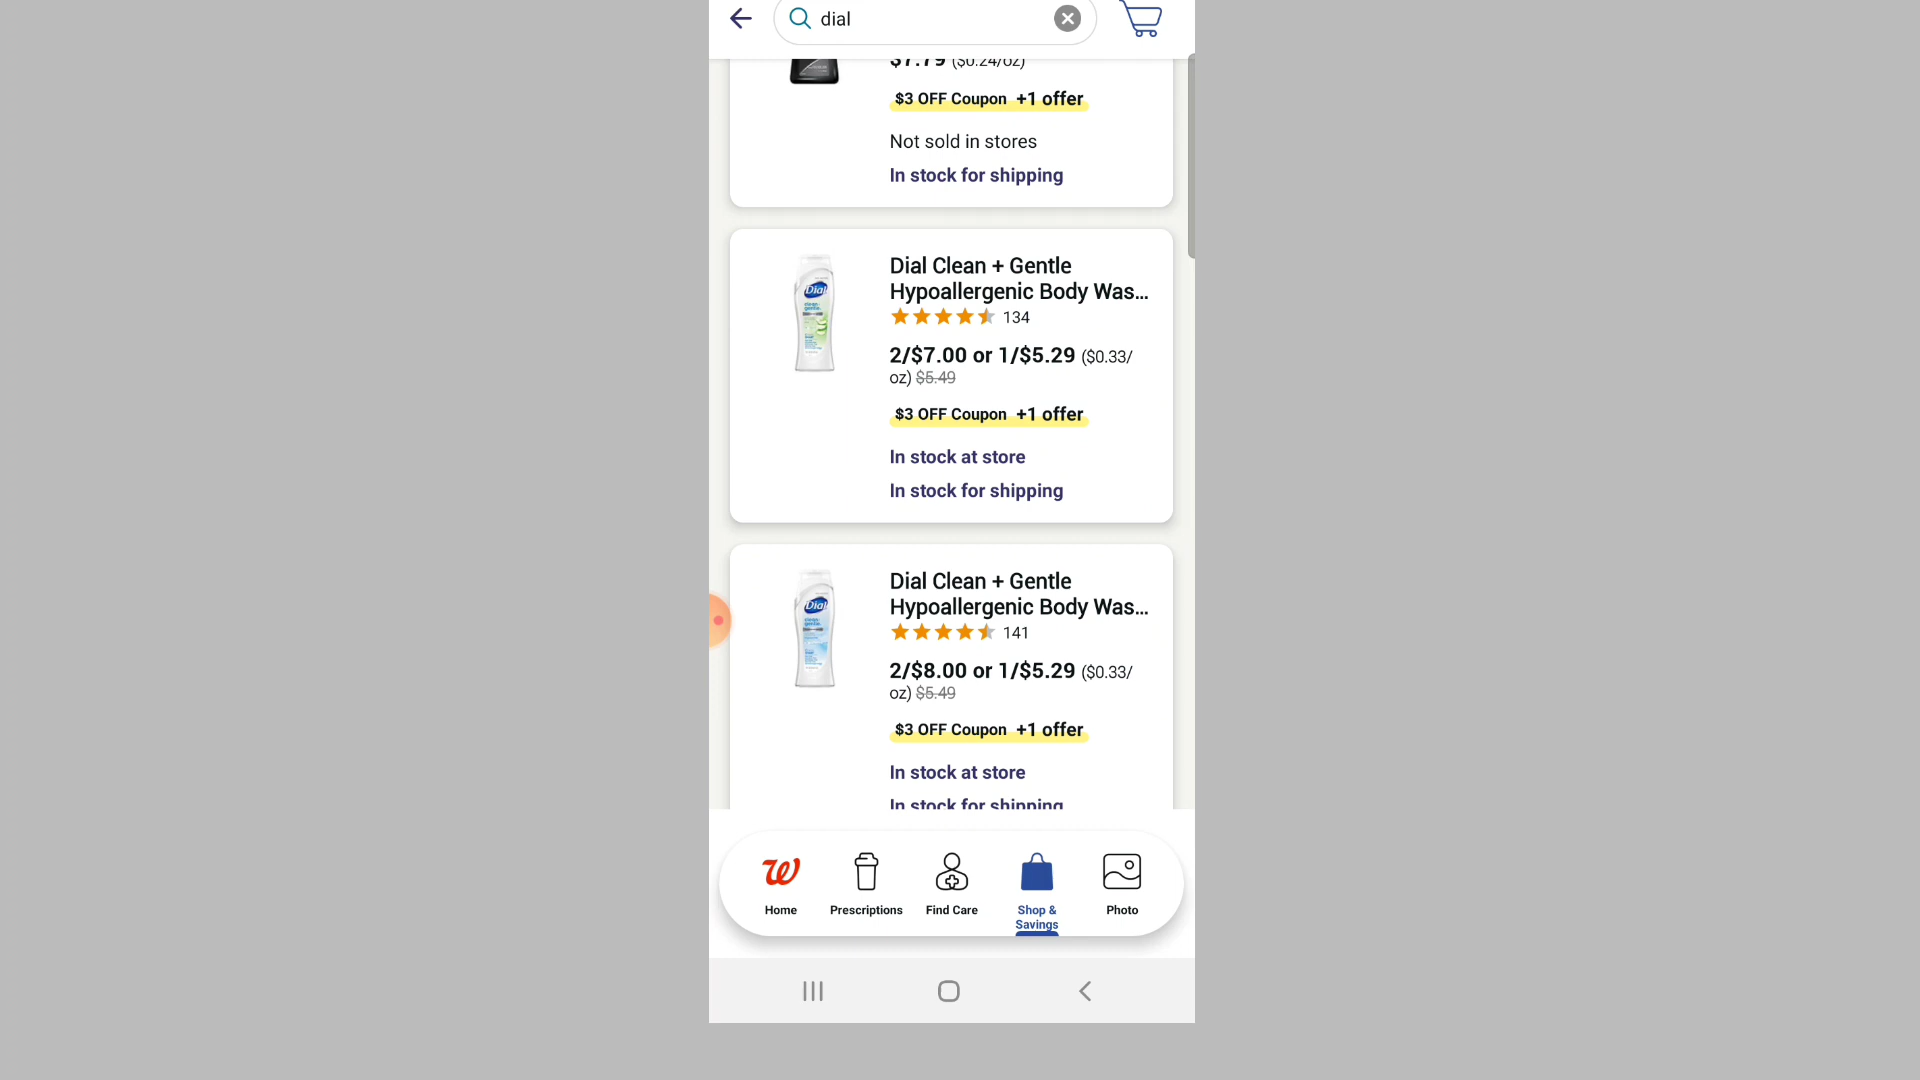 dial
$7.79 ($0.24/oz)
$3 OFF Coupon +1 offer
Not sold in stores
In stock for shipping
Dial Clean + Gentle
Hypoallergenic Body Was...
134
2/$7.00 or 1/$5.29 ($0.33/
oz) $5.49
$3 OFF Coupon +1 offer
In stock at store
In stock for shipping
Dial
Dial Clean + Gentle
Hypoallergenic Body Was...
141
2/$8.00 or 1/$5.29 ($0.33/
oz) $5.49
$3 OFF Coupon +1 offer
In stock at store
In stock for shipping
Dial
Home
Prescriptions
Find Care
Shop &
Savings
Photo